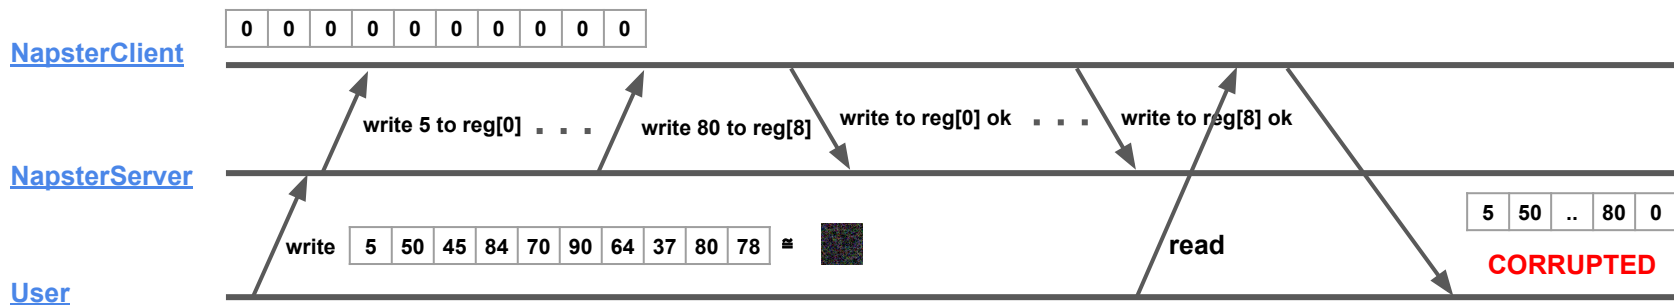 0 0 0 0 0 0 0 0 0 0
NapsterClient
write 5 to reg[0] . . . write 80 to reg[8] write to reg[0] ok . . . write to reg[8] ok
NapsterServer
5 50 .. 80 0
write 5 50 45 84 70 90 64 37 80 78 ≅ read
CORRUPTED
User